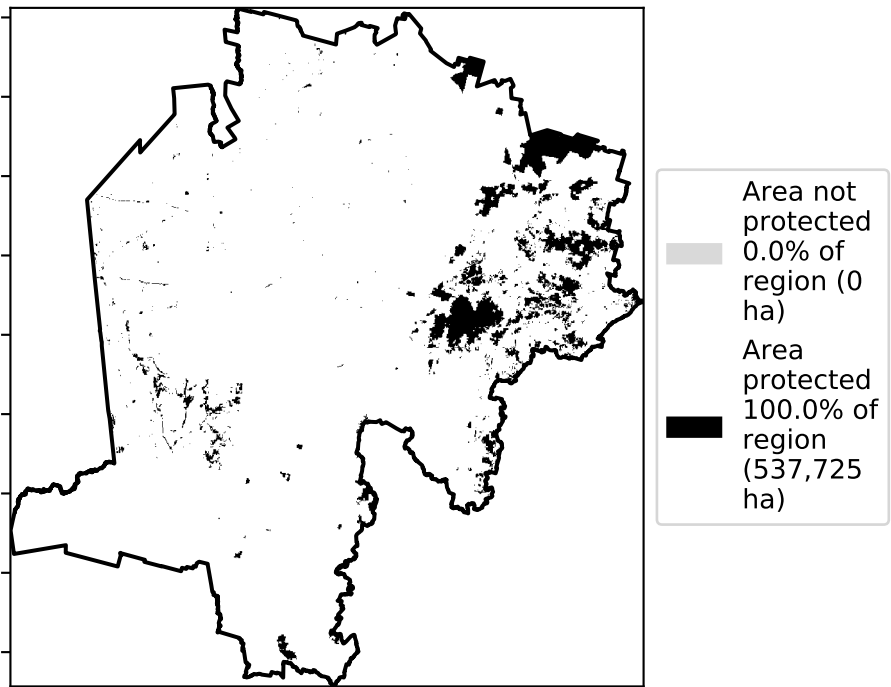 Area not
protected
0.0% of
region (0
ha)
Area
protected
100.0% of
region
(537,725
ha)